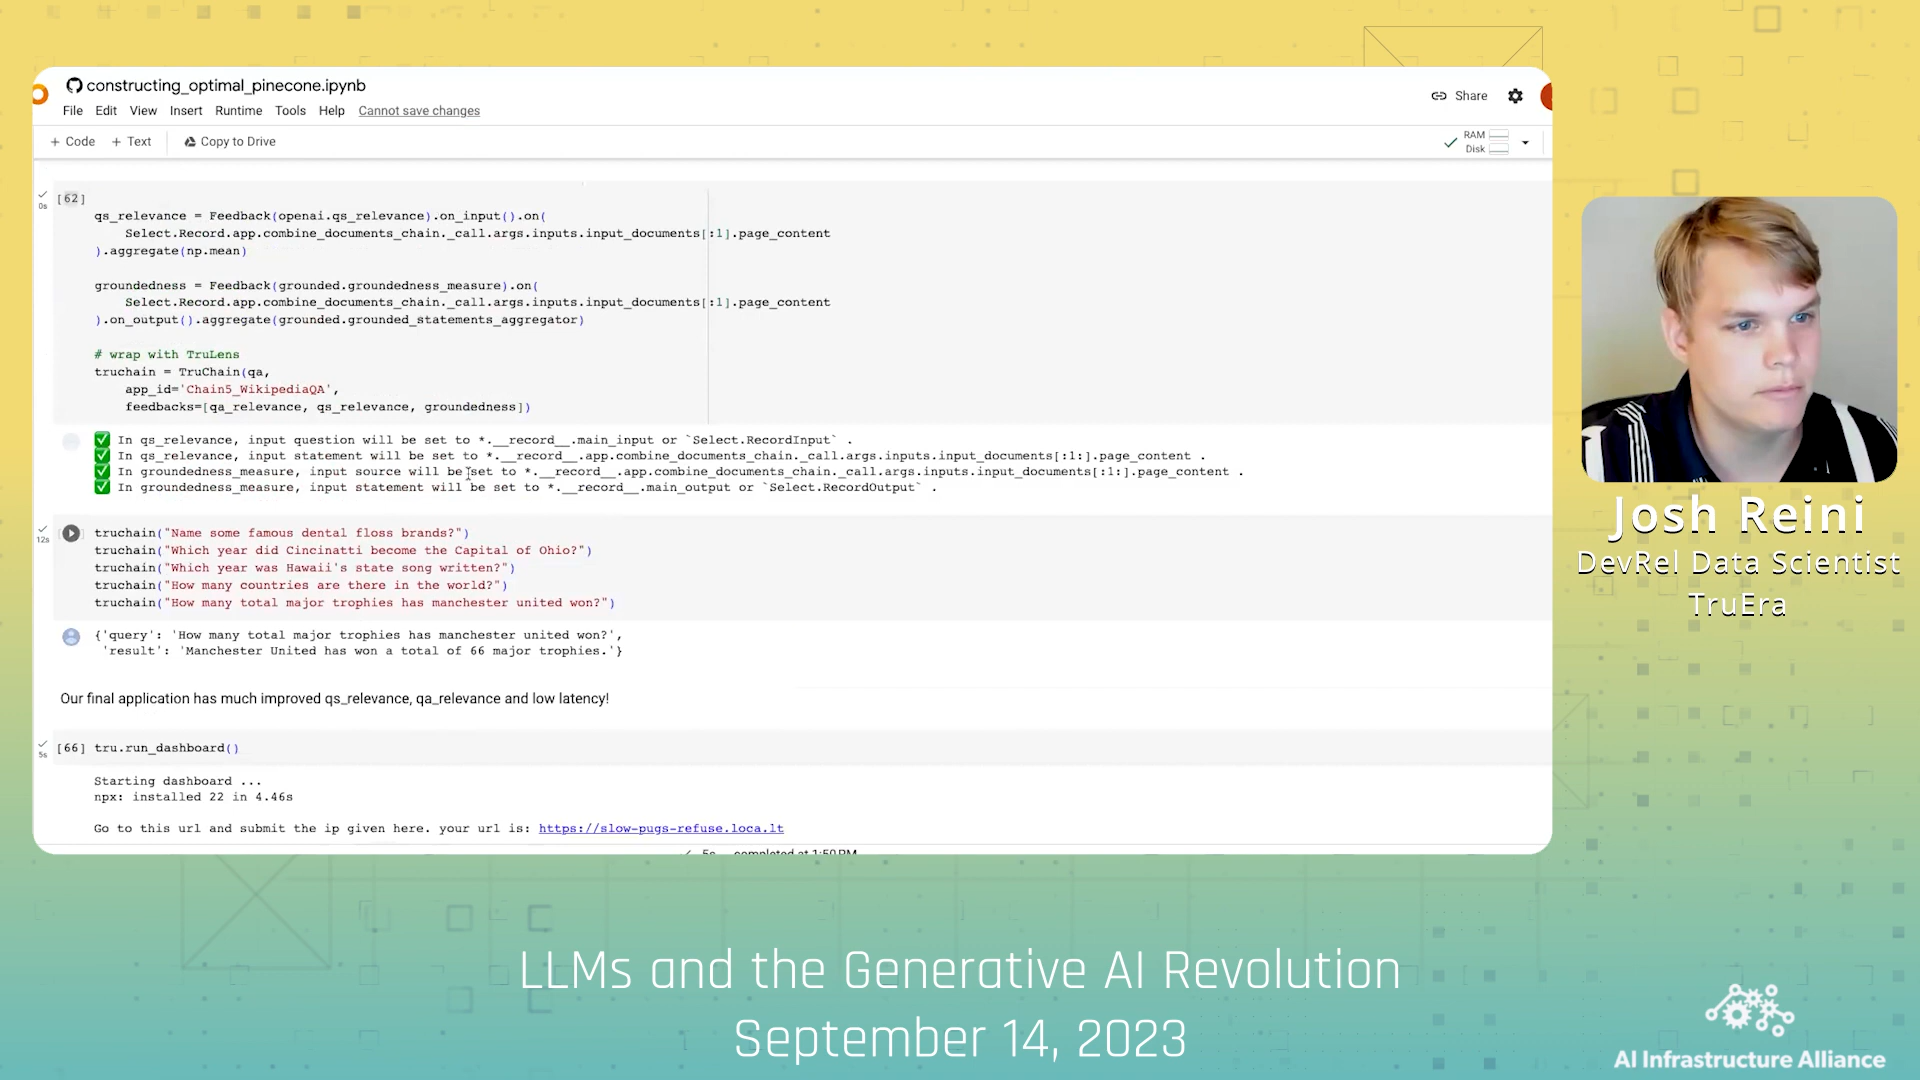 constructing_optimal_pinecone.ipynb
File Edit View Insert Runtime Tools Help Cannot save changes
Share
+ Code + Text Copy to Drive
RAM
Disk
[62]
0s
qs_relevance = Feedback(openai.qs_relevance).on_input().on(
Select.Record.app.combine_documents_chain._call.args.inputs.input_documents[:1].page_content
).aggregate(np.mean)
groundedness = Feedback(grounded.groundedness_measure).on(
Select.Record.app.combine_documents_chain._call.args.inputs.input_documents[:1].page_content
).on_output().aggregate(grounded.grounded_statements_aggregator)
# wrap with TruLens
truchain = TruChain(qa,
app_id='Chain5_WikipediaQA',
feedbacks=[qa_relevance, qs_relevance, groundedness])
In qs_relevance, input question will be set to *.__record__.main_input or `Select.RecordInput` .
In qs_relevance, input statement will be set to *.__record__.app.combine_documents_chain._call.args.inputs.input_documents[:1:].page_content .
In groundedness_measure, input source will be set to *.__record__.app.combine_documents_chain._call.args.inputs.input_documents[:1:].page_content .
In groundedness_measure, input statement will be set to *.__record__.main_output or `Select.RecordOutput` .
12s
truchain("Name some famous dental floss brands?")
truchain("Which year did Cincinatti become the Capital of Ohio?")
truchain("Which year was Hawaii's state song written?")
truchain("How many countries are there in the world?")
truchain("How many total major trophies has manchester united won?")
{'query': 'How many total major trophies has manchester united won?',
'result': 'Manchester United has won a total of 66 major trophies.'}
Our final application has much improved qs_relevance, qa_relevance and low latency!
[66] tru.run_dashboard()
5s
Starting dashboard ...
npx: installed 22 in 4.46s
Go to this url and submit the ip given here. your url is: https://slow-pugs-refuse.loca.lt
5s completed at 1:50 PM
Josh Reini
DevRel Data Scientist
TruEra
LLMs and the Generative AI Revolution
September 14, 2023
AI Infrastructure Alliance